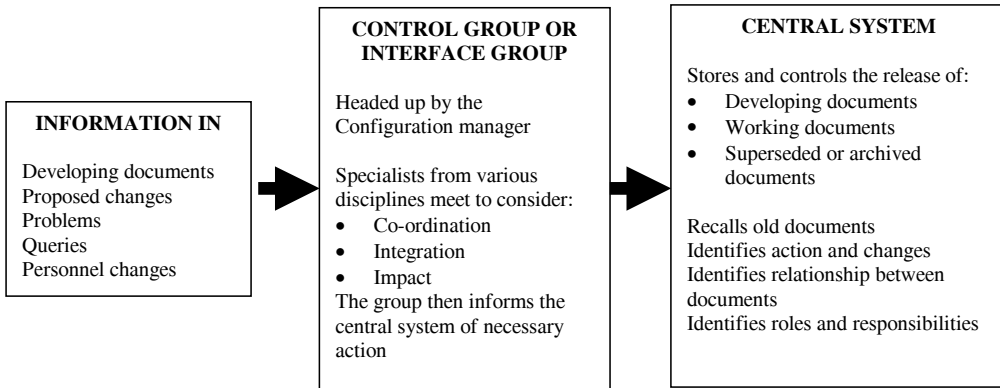 INFORMATION IN
Developing documents
Proposed changes
Problems
Queries
Personnel changes
CONTROL GROUP OR
INTERFACE GROUP
Headed up by the
Configuration manager
Specialists from various
disciplines meet to consider:
• Co-ordination
• Integration
• Impact
The group then informs the
central system of necessary
action
CENTRAL SYSTEM
Stores and controls the release of:
• Developing documents
• Working documents
• Superseded or archived
documents
Recalls old documents
Identifies action and changes
Identifies relationship between
documents
Identifies roles and responsibilities